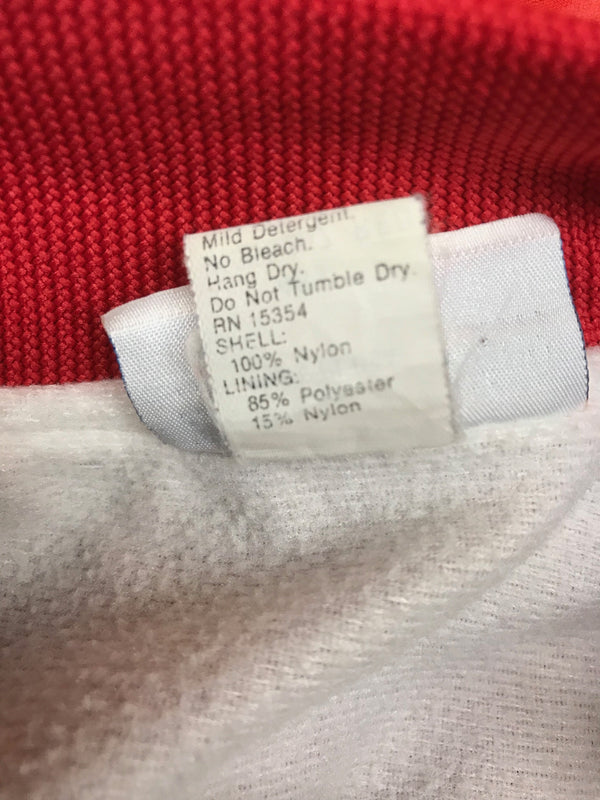 Mild Detergent.
No Bleach.
Hang Dry.
Do Not Tumble Dry.
RN 15354
SHELL:
100% Nylon
LINING:
85% Polyester
15% Nylon